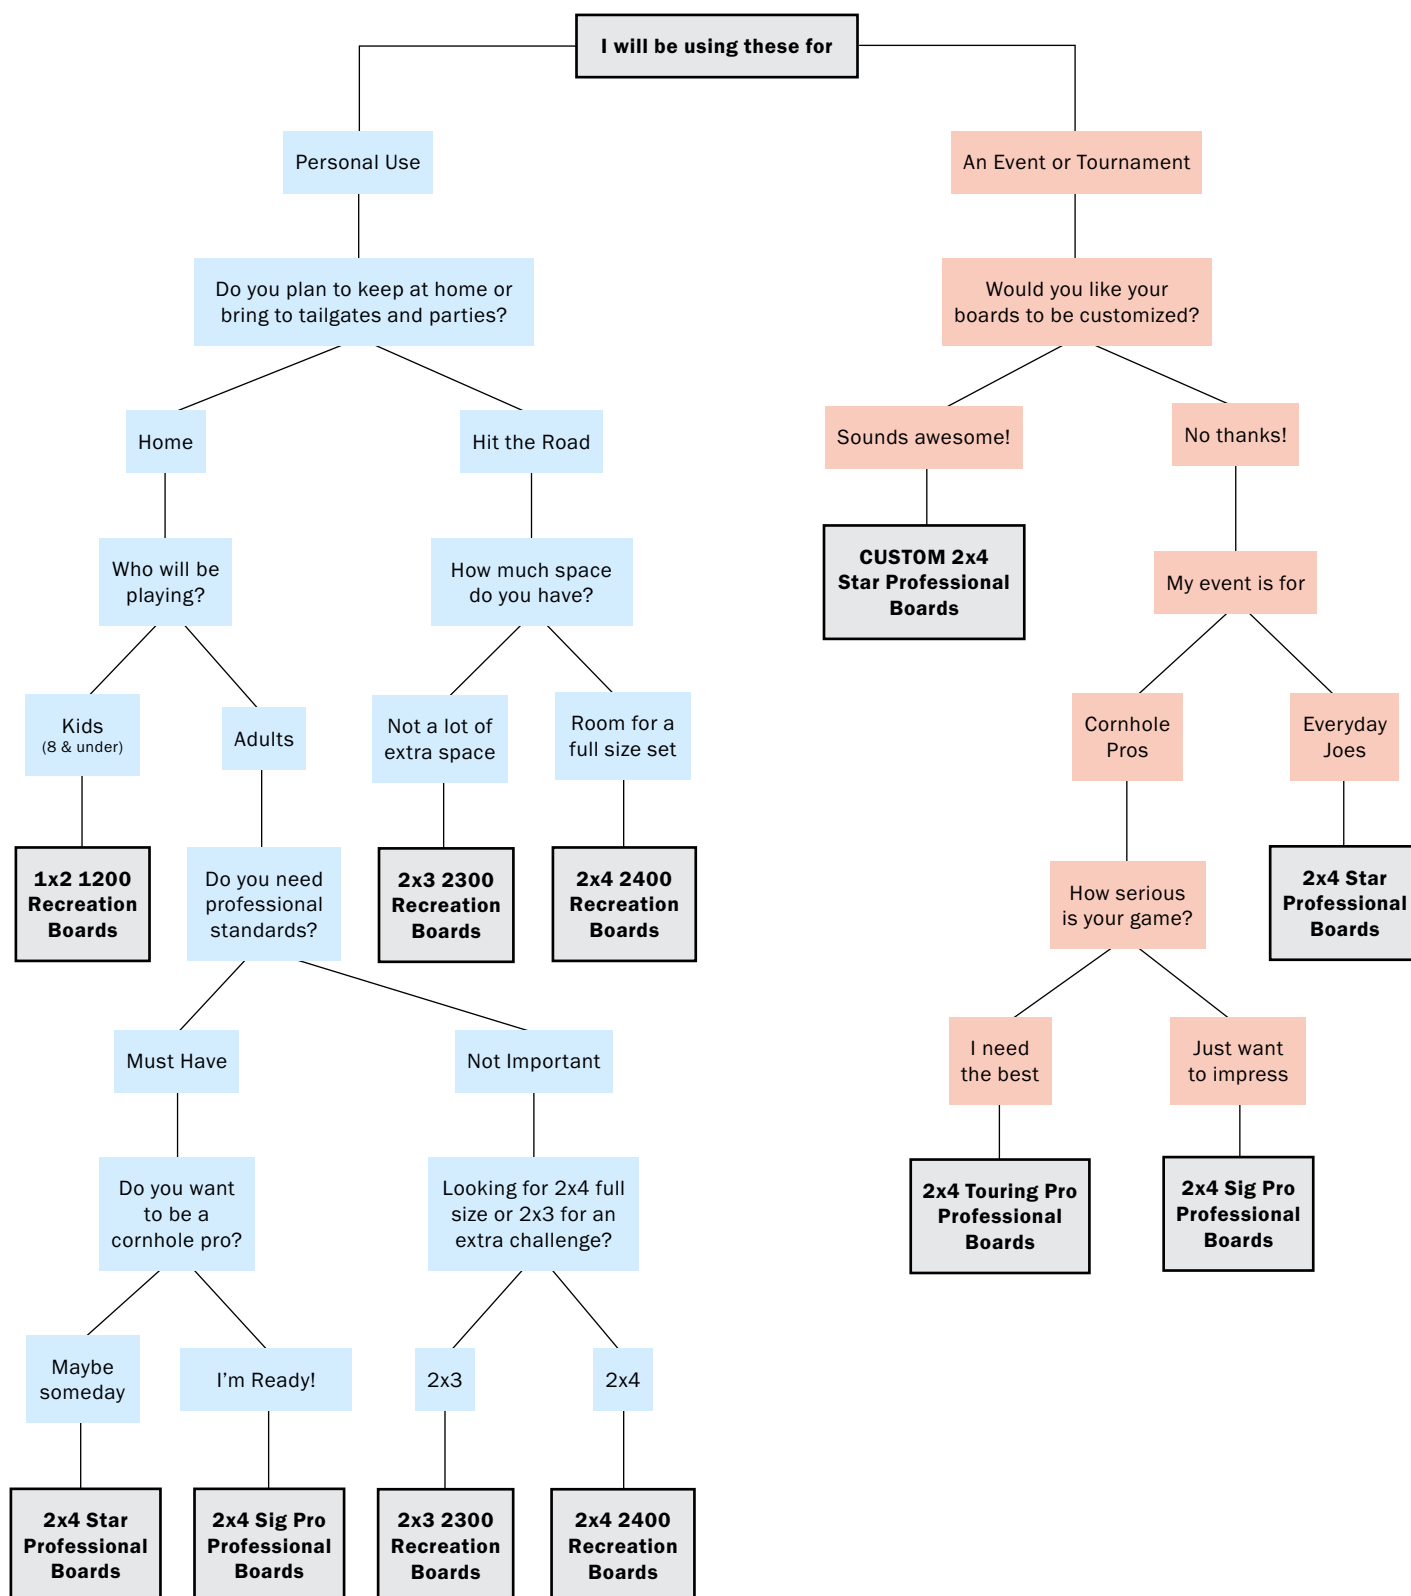 I will be using these for
Personal Use
An Event or Tournament
Do you plan to keep at home or
bring to tailgates and parties?
Would you like your
boards to be customized?
Home
Hit the Road
Sounds awesome!
No thanks!
Who will be
playing?
How much space
do you have?
CUSTOM 2x4
Star Professional
Boards
My event is for
Kids
(8 & under)
Adults
Not a lot of
extra space
Room for a
full size set
Cornhole
Pros
Everyday
Joes
1x2 1200
Recreation
Boards
Do you need
professional
standards?
2x3 2300
Recreation
Boards
2x4 2400
Recreation
Boards
How serious
is your game?
2x4 Star
Professional
Boards
Must Have
Not Important
I need
the best
Just want
to impress
Do you want
to be a
cornhole pro?
Looking for 2x4 full
size or 2x3 for an
extra challenge?
2x4 Touring Pro
Professional
Boards
2x4 Sig Pro
Professional
Boards
Maybe
someday
I'm Ready!
2x3
2x4
2x4 Star
Professional
Boards
2x4 Sig Pro
Professional
Boards
2x3 2300
Recreation
Boards
2x4 2400
Recreation
Boards